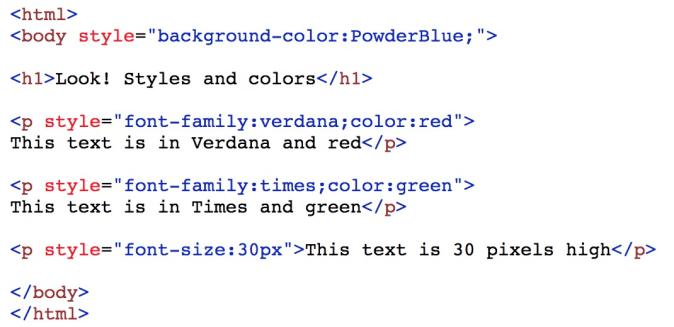 <html>
<body style="background-color:PowderBlue;">
<h1>Look! Styles and colors</h1>
<p style="font-family:verdana;color:red">
This text is in Verdana and red</p>
<p style="font-family:times;color:green">
This text is in Times and green</p>
<p style="font-size:30px">This text is 30 pixels high</p>
</body>
</html>